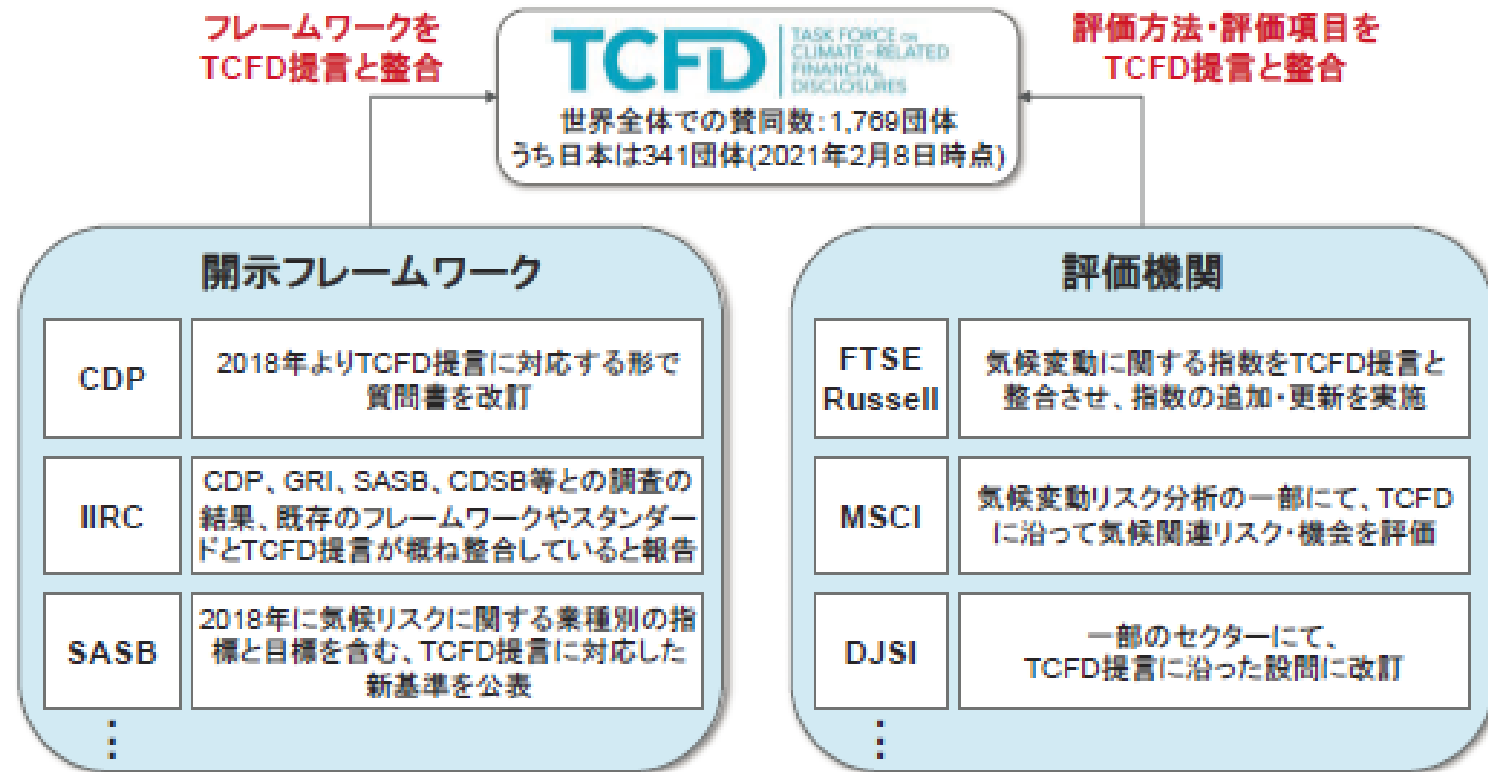 フレームワークを
TCFD提言と整合
TCFD
TASK FORCE ON
CLIMATE-RELATED
FINANCIAL
DISCLOSURES
世界全体での賛同数:1,769団体
うち日本は341団体(2021年2月8日時点)
評価方法・評価項目を
TCFD提言と整合
開示フレームワーク
CDP
2018年よりTCFD提言に対応する形で
質問書を改訂
IIRC
CDP、GRI、SASB、CDSB等との調査の
結果、既存のフレームワークやスタンダー
ドとTCFD提言が概ね整合していると報告
SASB
2018年に気候リスクに関する業種別の指
標と目標を含む、TCFD提言に対応した
新基準を公表
⋮
評価機関
FTSE
Russell
気候変動に関する指数をTCFD提言と
整合させ、指数の追加・更新を実施
MSCI
気候変動リスク分析の一部にて、TCFD
に沿って気候関連リスク・機会を評価
DJSI
一部のセクターにて、
TCFD提言に沿った設問に改訂
⋮